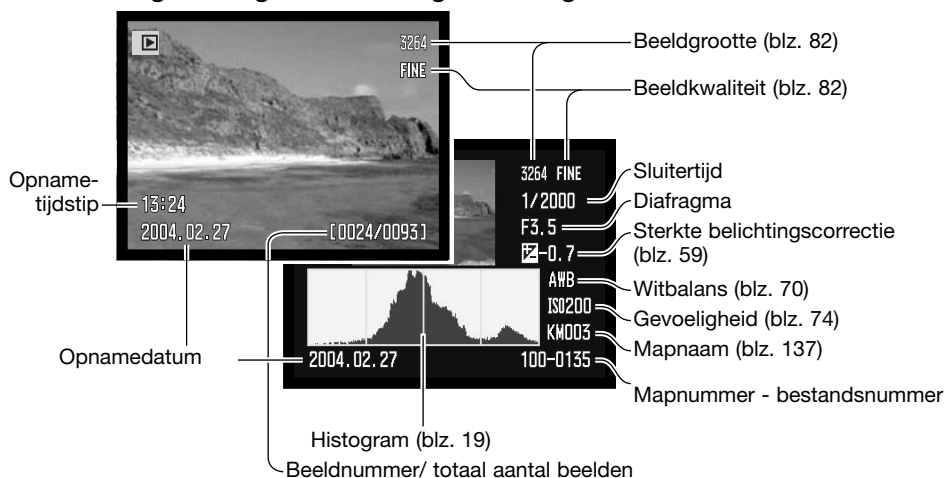 3264
FINE
13:24
2004.02.27
[0024/0093]
Opname-
tijdstip
Opnamedatum
Beeldgrootte (blz. 82)
Beeldkwaliteit (blz. 82)
3264 FINE
1/2000
F3.5
-0.7
AWB
ISO200
KM003
2004.02.27
100-0135
Sluitertijd
Diafragma
Sterkte belichtingscorrectie
(blz. 59)
Witbalans (blz. 70)
Gevoeligheid (blz. 74)
Mapnaam (blz. 137)
Mapnummer - bestandsnummer
Histogram (blz. 19)
Beeldnummer/ totaal aantal beelden